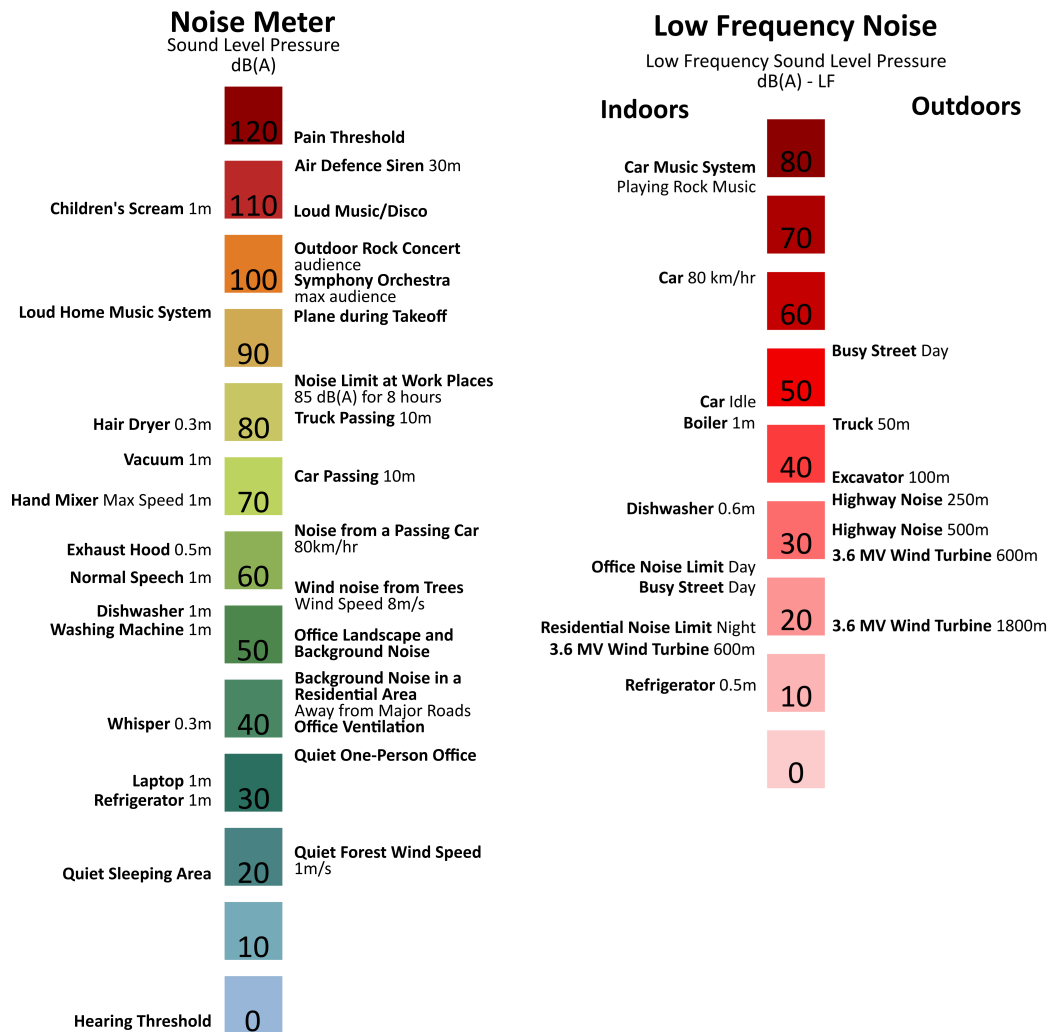 Noise Meter
Sound Level Pressure
dB(A)
120
Pain Threshold
Air Defence Siren 30m
Children's Scream 1m
110
Loud Music/Disco
Outdoor Rock Concert
audience
100
Symphony Orchestra
max audience
Loud Home Music System
Plane during Takeoff
90
Noise Limit at Work Places
85 dB(A) for 8 hours
Hair Dryer 0.3m
80
Truck Passing 10m
Vacuum 1m
Car Passing 10m
Hand Mixer Max Speed 1m
70
Noise from a Passing Car
80km/hr
Exhaust Hood 0.5m
Normal Speech 1m
60
Wind noise from Trees
Wind Speed 8m/s
Dishwasher 1m
Washing Machine 1m
50
Office Landscape and
Background Noise
Background Noise in a
Residential Area
Away from Major Roads
Whisper 0.3m
40
Office Ventilation
Quiet One-Person Office
Laptop 1m
Refrigerator 1m
30
Quiet Forest Wind Speed
1m/s
Quiet Sleeping Area
20
10
Hearing Threshold
0
Low Frequency Noise
Low Frequency Sound Level Pressure
dB(A) - LF
Indoors
Outdoors
Car Music System
Playing Rock Music
80
70
Car 80 km/hr
60
Busy Street Day
50
Car Idle
Boiler 1m
Truck 50m
40
Excavator 100m
Highway Noise 250m
Dishwasher 0.6m
Highway Noise 500m
30
3.6 MV Wind Turbine 600m
Office Noise Limit Day
Busy Street Day
20
3.6 MV Wind Turbine 1800m
Residential Noise Limit Night
3.6 MV Wind Turbine 600m
Refrigerator 0.5m
10
0